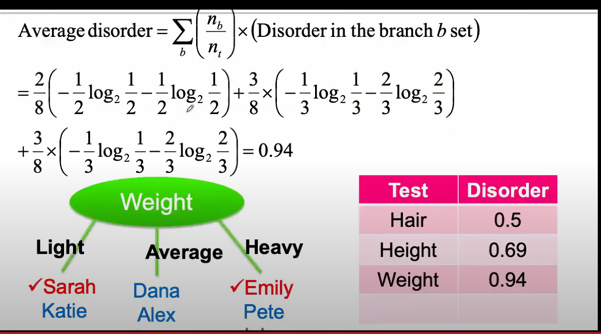 Average disorder = ∑_b (n_b/n_t) × (Disorder in the branch b set)
= 2/8 (−1/2 log₂ 1/2 − 1/2 log₂ 1/2) + 3/8 × (−1/3 log₂ 1/3 − 2/3 log₂ 2/3)
+ 3/8 × (−1/3 log₂ 1/3 − 2/3 log₂ 2/3) = 0.94
Weight
Light Average Heavy
✓Sarah Dana ✓Emily
Katie Alex Pete
Test Disorder
Hair 0.5
Height 0.69
Weight 0.94